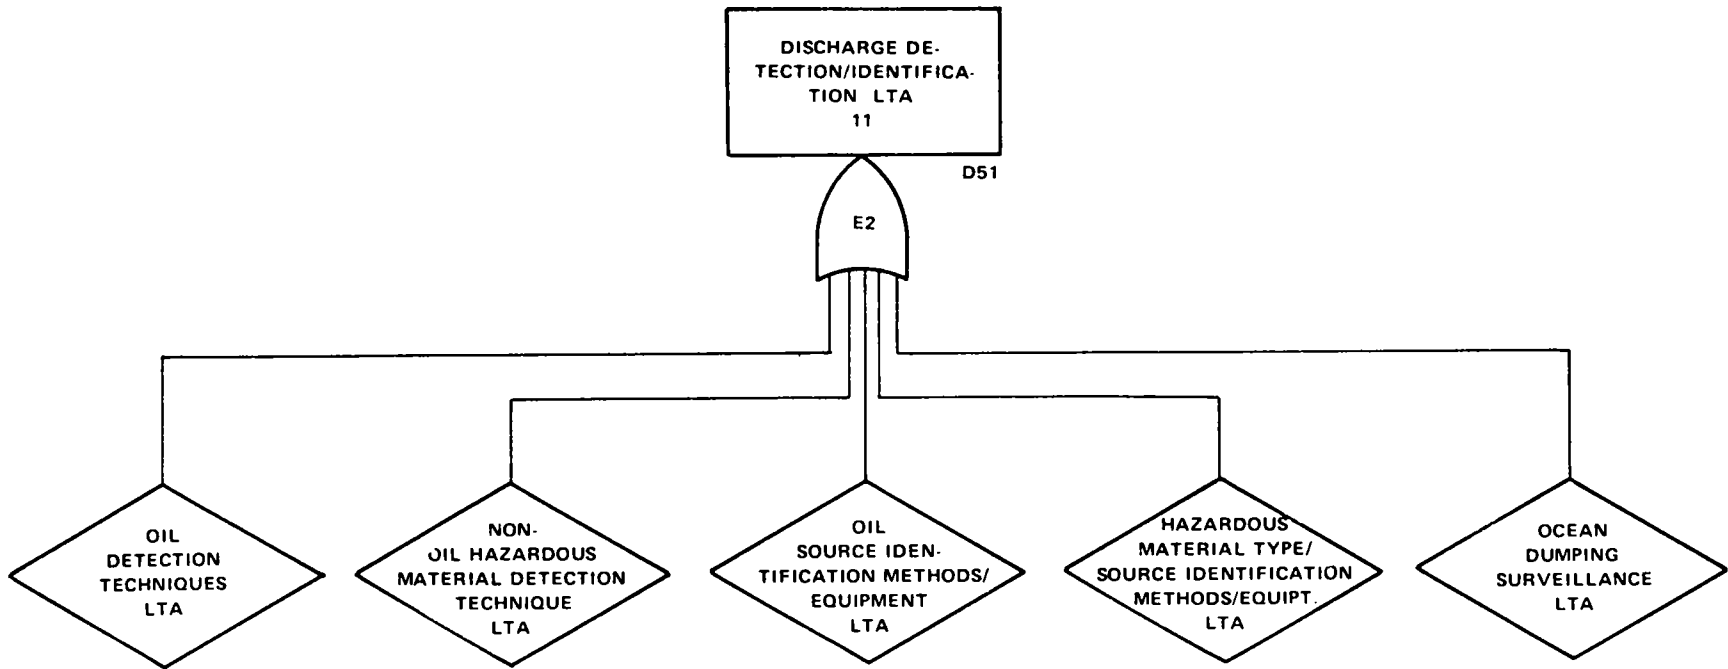 DISCHARGE DE-
TECTION/IDENTIFICA-
TION LTA
11
D51
E2
OIL
DETECTION
TECHNIQUES
LTA
NON-
OIL HAZARDOUS
MATERIAL DETECTION
TECHNIQUE
LTA
OIL
SOURCE IDEN-
TIFICATION METHODS/
EQUIPMENT
LTA
HAZARDOUS
MATERIAL TYPE/
SOURCE IDENTIFICATION
METHODS/EQUIPT.
LTA
OCEAN
DUMPING
SURVEILLANCE
LTA